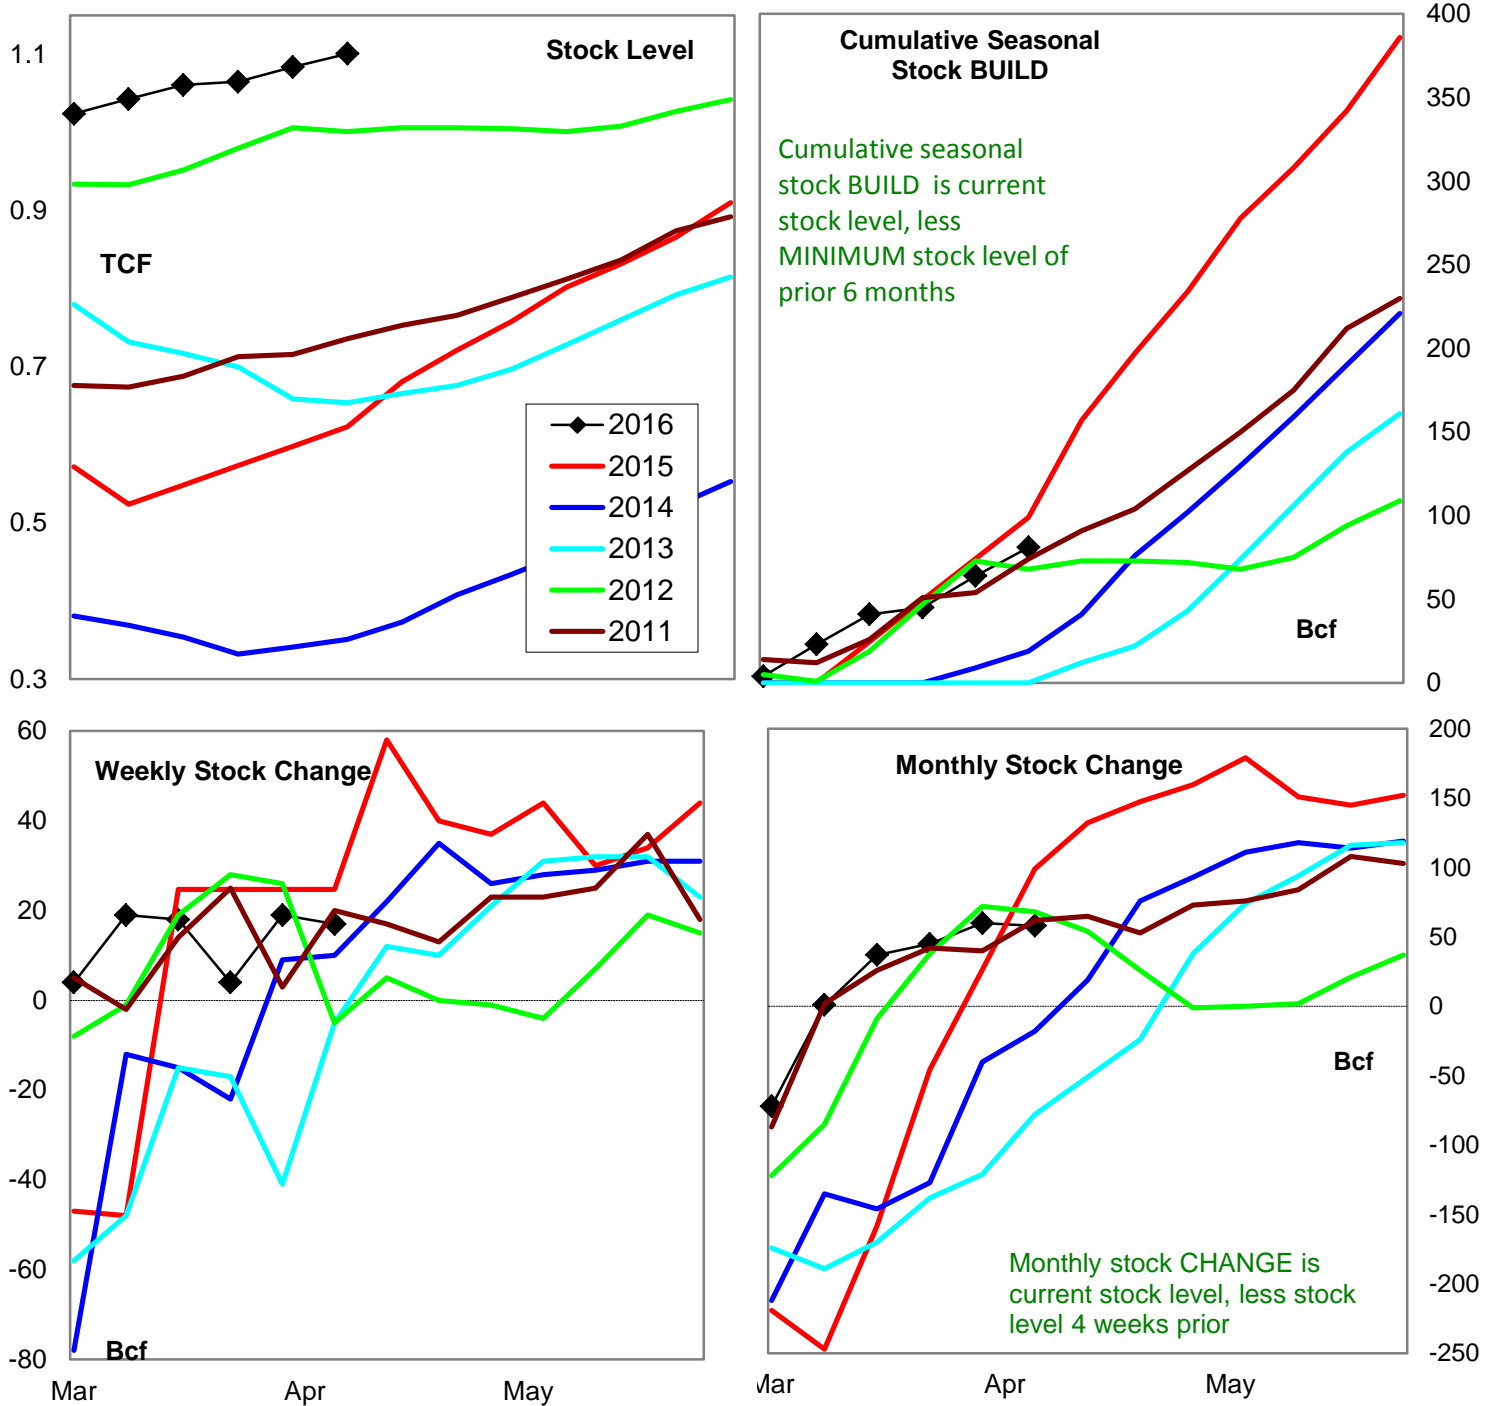 Stock Level
1.1
0.9
0.7
0.5
0.3
TCF
2016
2015
2014
2013
2012
2011
Cumulative Seasonal
Stock BUILD
Cumulative seasonal
stock BUILD is current
stock level, less
MINIMUM stock level of
prior 6 months
Bcf
400
350
300
250
200
150
100
50
0
Weekly Stock Change
60
40
20
0
-20
-40
-60
-80
Bcf
Mar
Apr
May
Monthly Stock Change
200
150
100
50
0
-50
-100
-150
-200
-250
Bcf
Monthly stock CHANGE is
current stock level, less stock
level 4 weeks prior
Mar
Apr
May